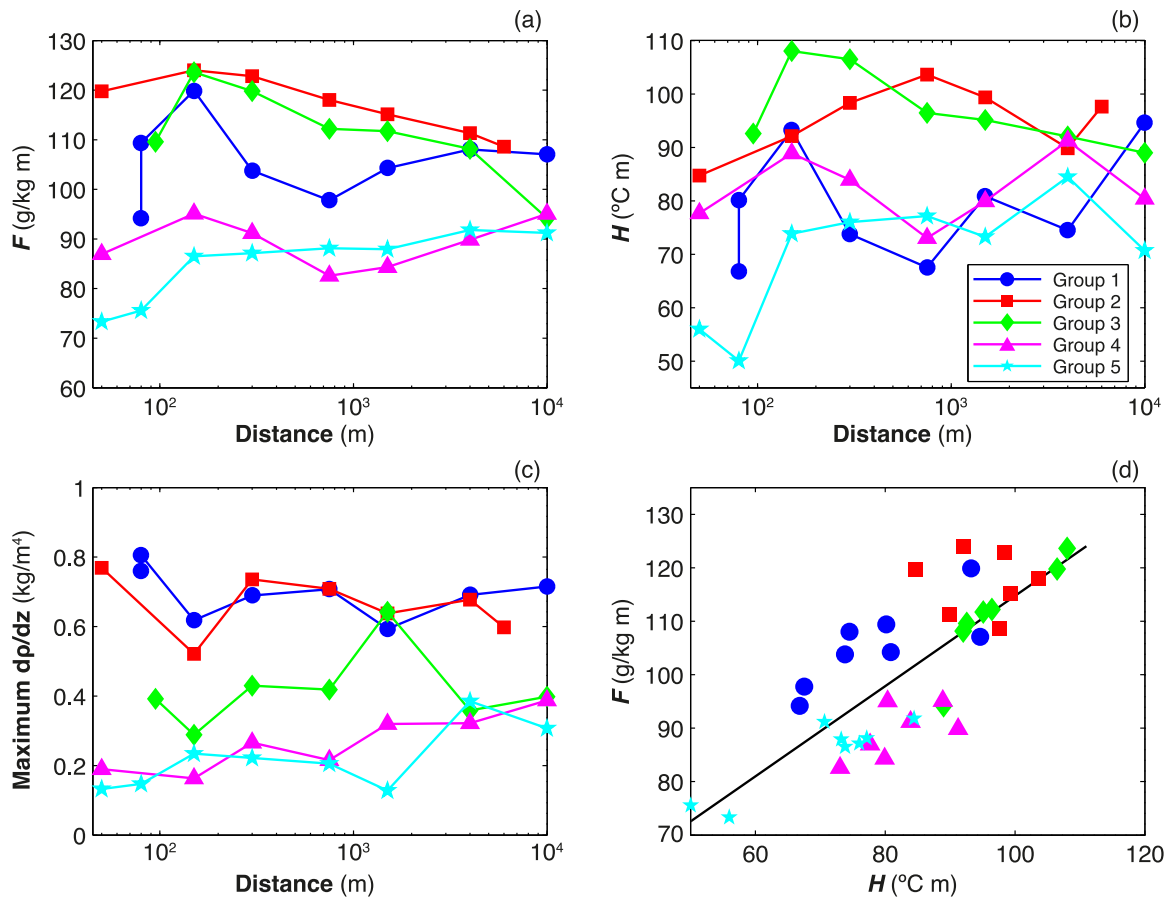 (a)
130
120
110
100
90
80
70
60
F (g/kg m)
10²
10³
10⁴
Distance (m)
(b)
110
100
90
80
70
60
50
H (ºC m)
10²
10³
10⁴
Distance (m)
Group 1
Group 2
Group 3
Group 4
Group 5
(c)
1
0.8
0.6
0.4
0.2
0
Maximum dρ/dz (kg/m⁴)
10²
10³
10⁴
Distance (m)
(d)
130
120
110
100
90
80
70
F (g/kg m)
60
80
100
120
H (ºC m)